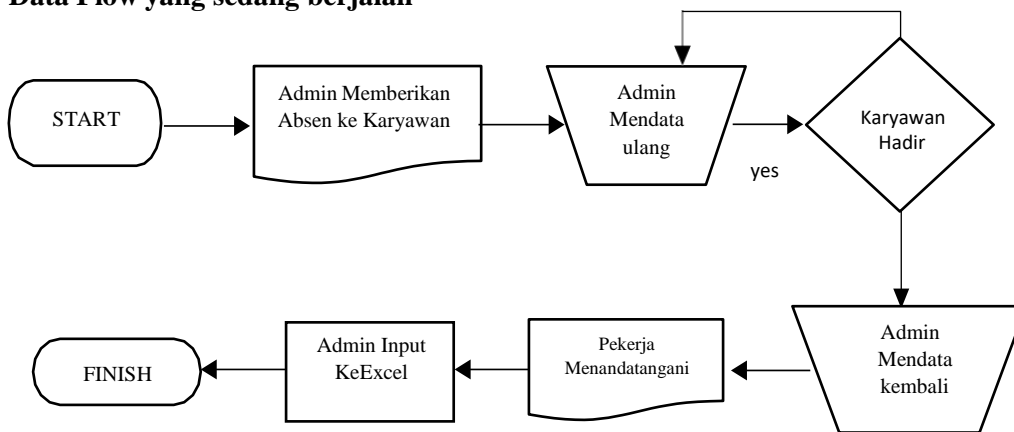 Data Flow yang sedang berjalan
START
Admin Memberikan
Absen ke Karyawan
Admin
Mendata
ulang
yes
Karyawan
Hadir
Admin
Mendata
kembali
Pekerja
Menandatangani
Admin Input
KeExcel
FINISH